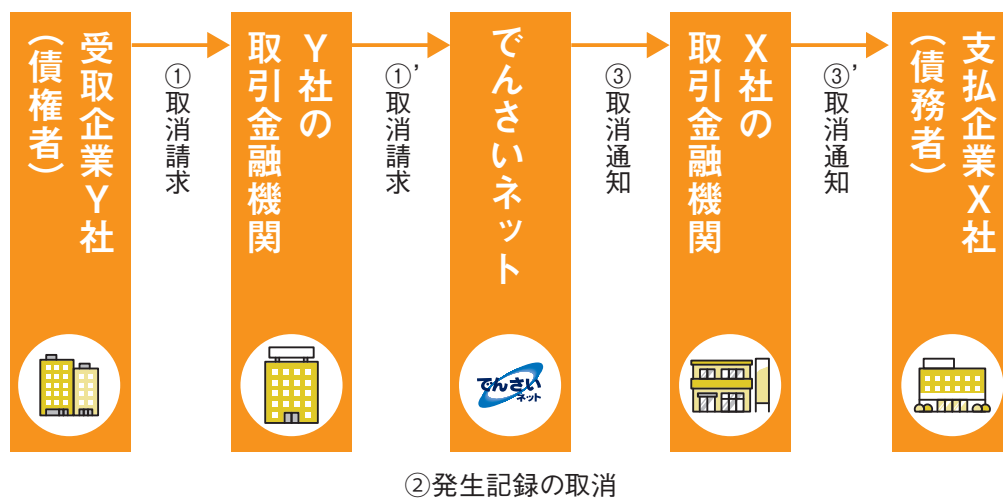 受取企業Y社
（債権者）
①取消請求
Y社の
取引金融機関
①’取消請求
でんさいネット
でんさい
ネット
③取消通知
X社の
取引金融機関
③’取消通知
支払企業X社
（債務者）
②発生記録の取消